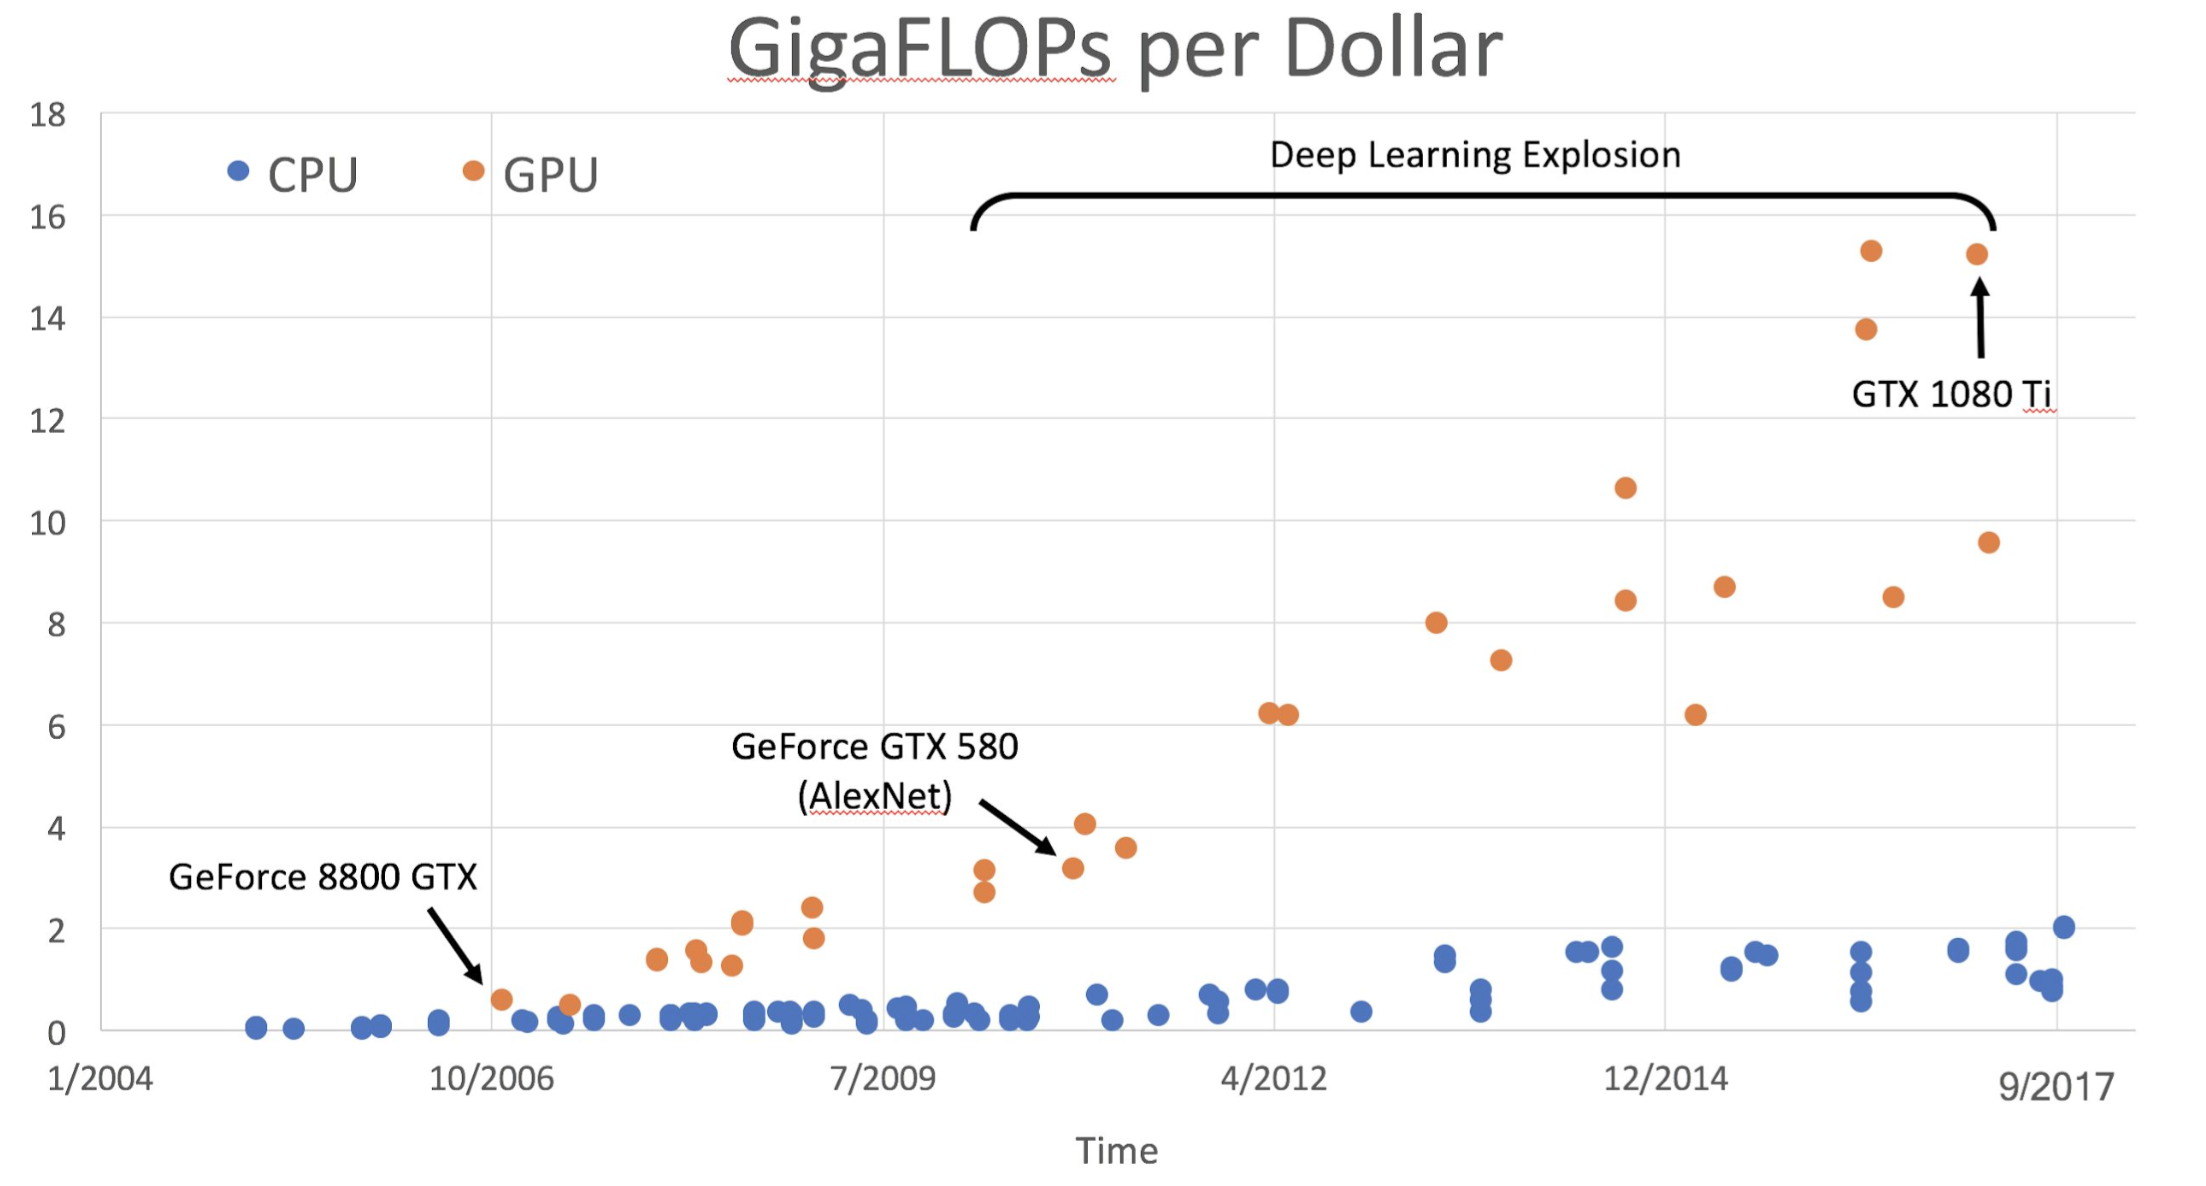 GigaFLOPs per Dollar
18
CPU
GPU
Deep Learning Explosion
16
14
GTX 1080 Ti
12
10
8
6
GeForce GTX 580
(AlexNet)
4
GeForce 8800 GTX
2
0
1/2004
10/2006
7/2009
4/2012
12/2014
9/2017
Time